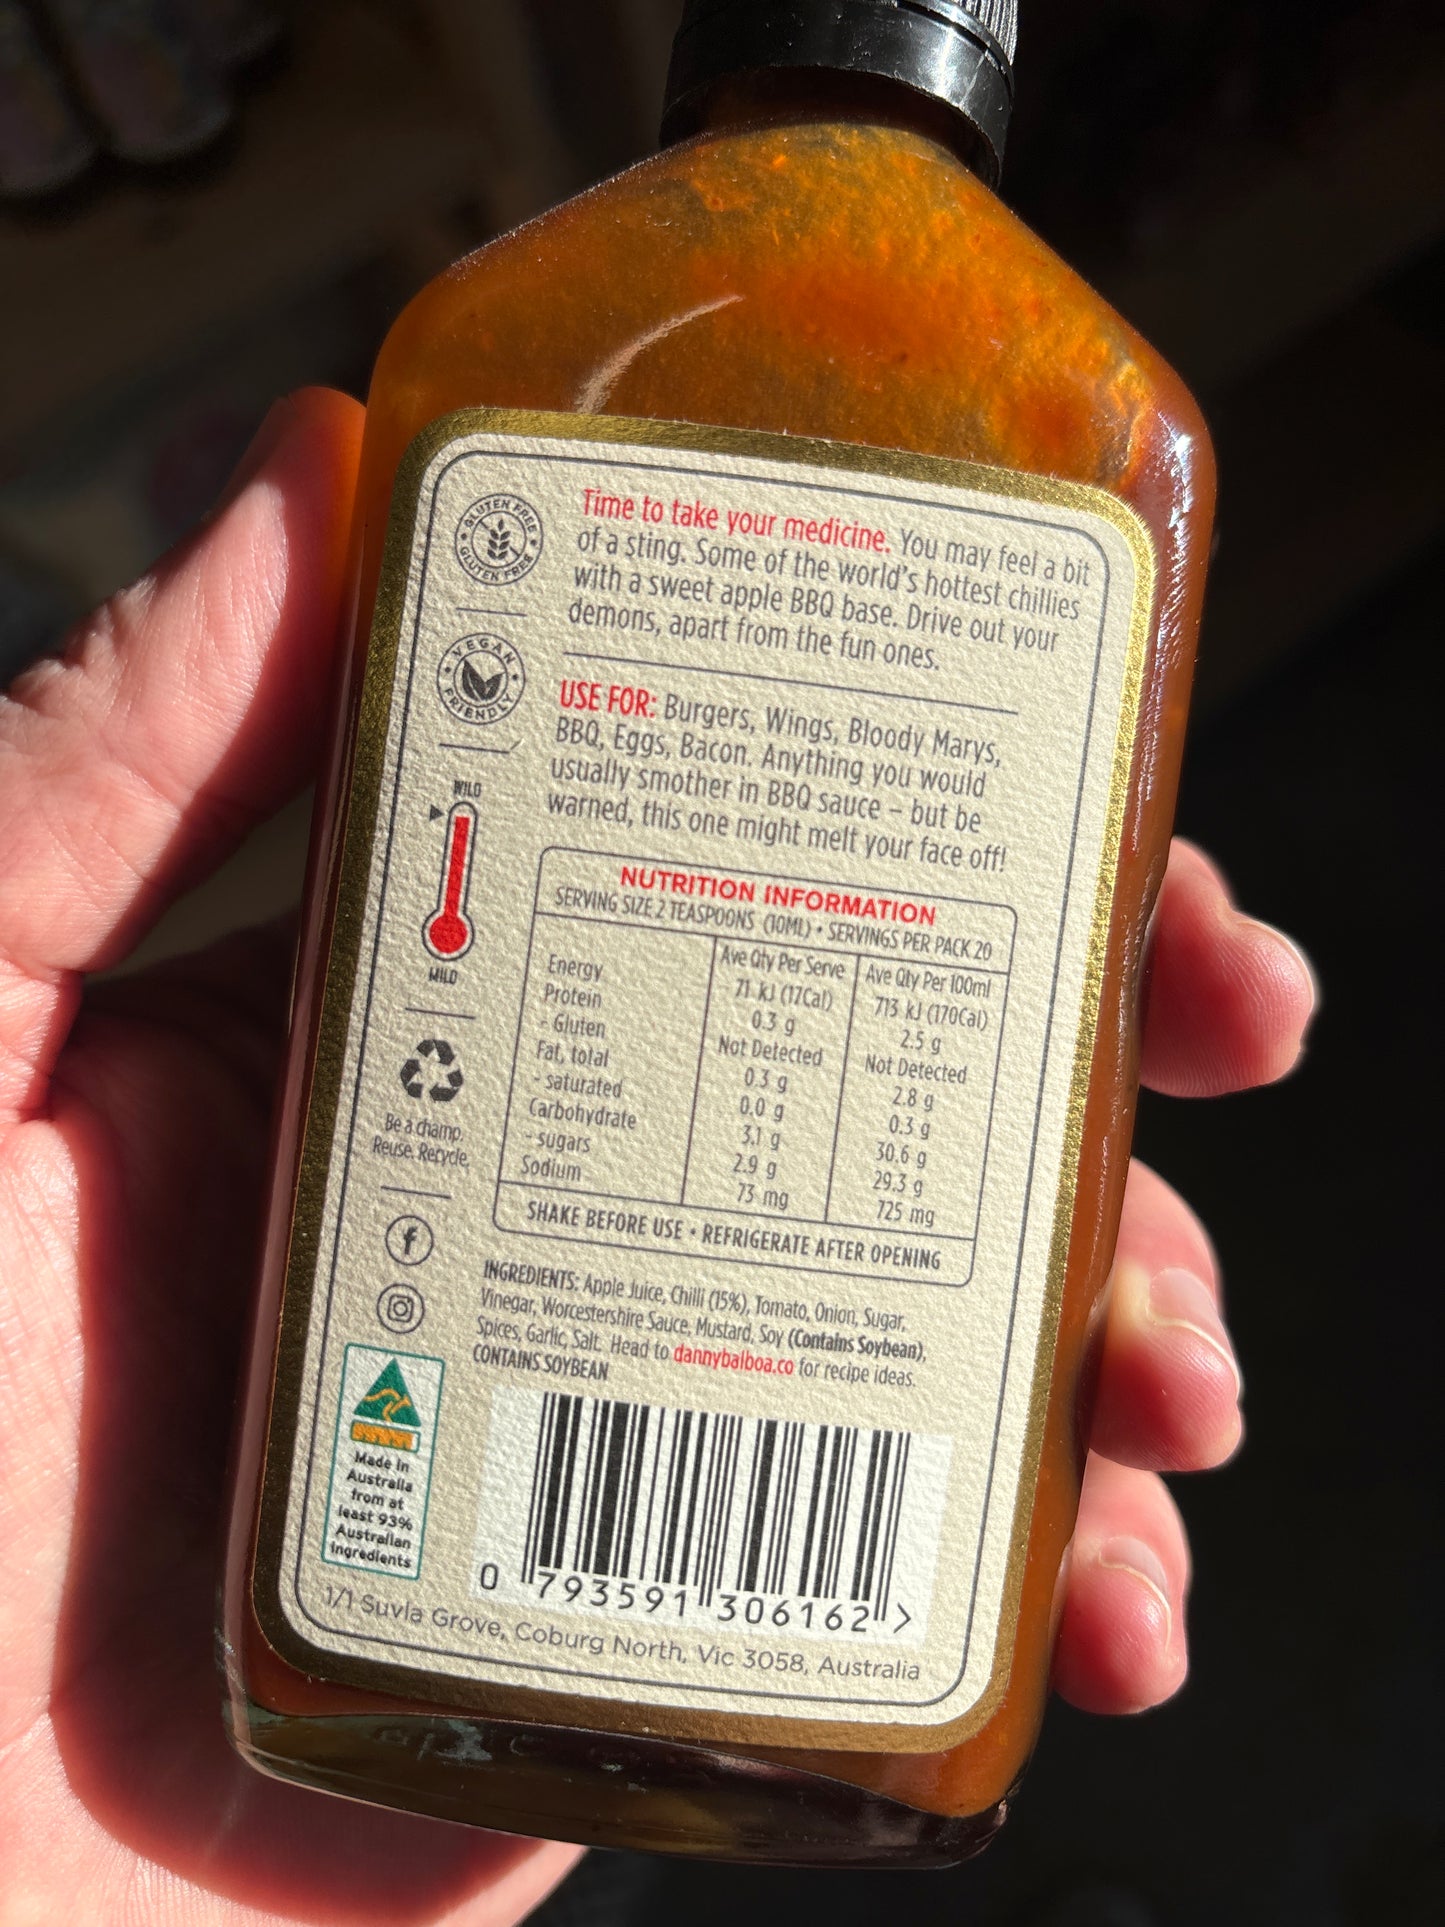 GLUTEN FREE
GLUTEN FREE
VEGAN
FRIENDLY
WILD
MILD
Be a champ.
Reuse. Recycle.
Made in
Australia
from at
least 93%
Australian
ingredients
Time to take your medicine. You may feel a bit
of a sting. Some of the world's hottest chillies
with a sweet apple BBQ base. Drive out your
demons, apart from the fun ones.
USE FOR: Burgers, Wings, Bloody Marys,
BBQ, Eggs, Bacon. Anything you would
usually smother in BBQ sauce – but be
warned, this one might melt your face off!
NUTRITION INFORMATION
SERVING SIZE 2 TEASPOONS (10ML) • SERVINGS PER PACK 20
Ave Qty Per Serve Ave Qty Per 100ml
Energy 71 kJ (17Cal) 713 kJ (170Cal)
Protein 0.3 g 2.5 g
- Gluten Not Detected Not Detected
Fat, total 0.3 g 2.8 g
- saturated 0.0 g 0.3 g
Carbohydrate 3.1 g 30.6 g
- sugars 2.9 g 29.3 g
Sodium 73 mg 725 mg
SHAKE BEFORE USE • REFRIGERATE AFTER OPENING
INGREDIENTS: Apple Juice, Chilli (15%), Tomato, Onion, Sugar,
Vinegar, Worcestershire Sauce, Mustard, Soy (Contains Soybean),
Spices, Garlic, Salt. Head to dannybalboa.co for recipe ideas.
CONTAINS SOYBEAN
0 793591 306162 >
1/1 Suvla Grove, Coburg North, Vic 3058, Australia